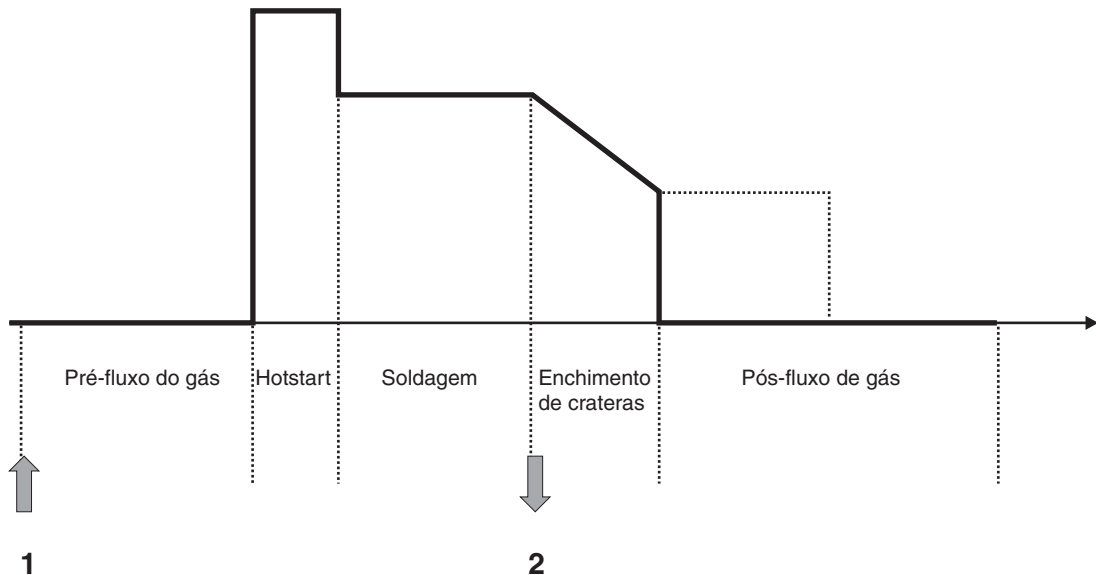 Pré-fluxo do gás
Hotstart
Soldagem
Enchimento
de crateras
Pós-fluxo de gás
1
2